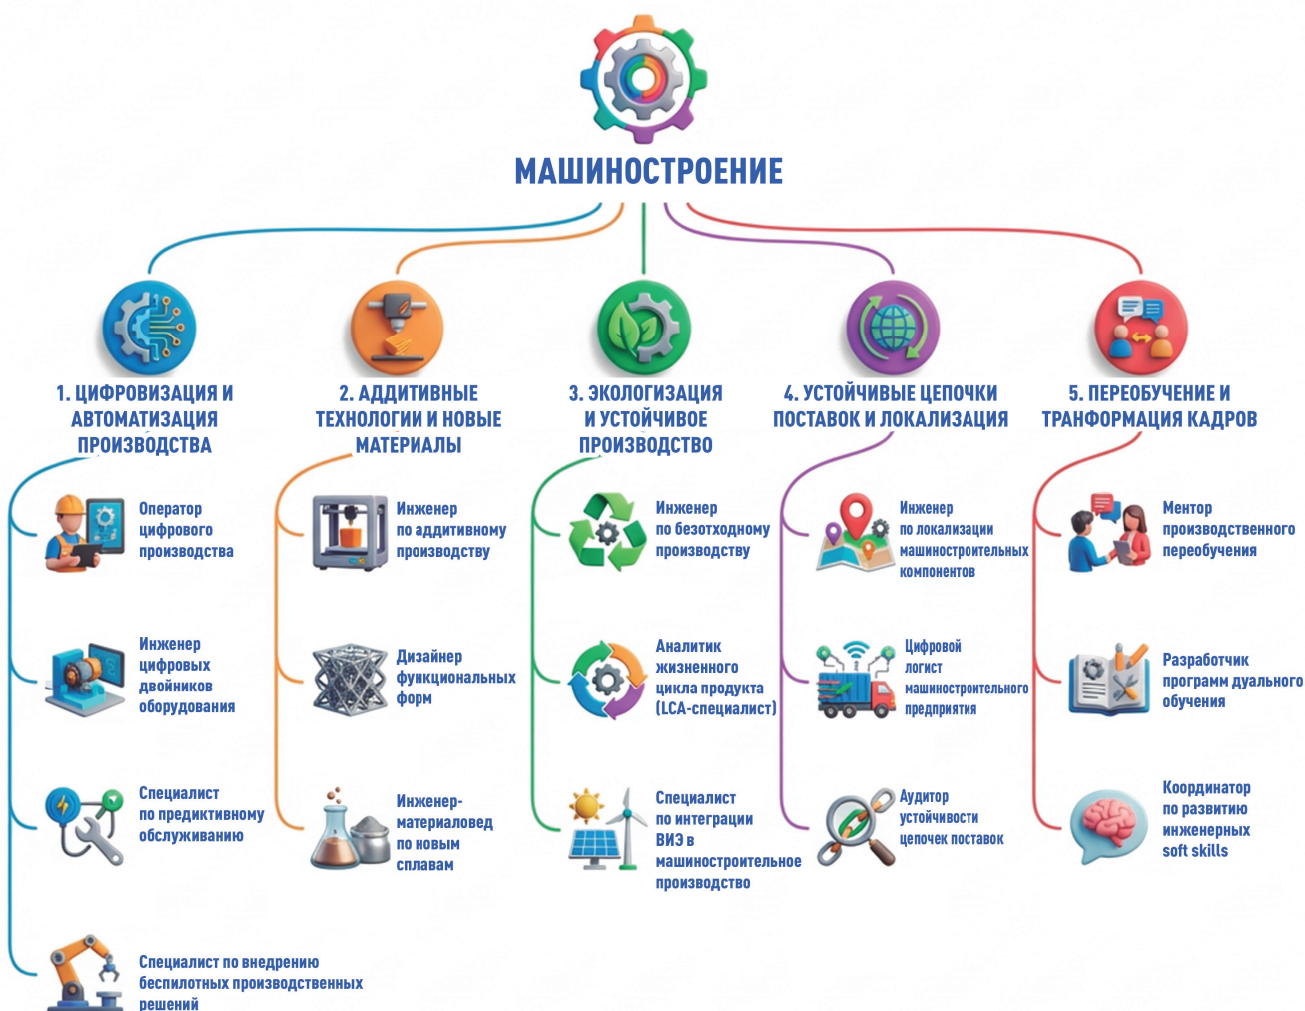 МАШИНОСТРОЕНИЕ
1. ЦИФРОВИЗАЦИЯ И
АВТОМАТИЗАЦИЯ
ПРОИЗВОДСТВА
Оператор
цифрового
производства
Инженер
цифровых
двойников
оборудования
Специалист
по предиктивному
обслуживанию
Специалист по внедрению
беспилотных производственных
решений
2. АДДИТИВНЫЕ
ТЕХНОЛОГИИ И НОВЫЕ
МАТЕРИАЛЫ
Инженер
по аддитивному
производству
Дизайнер
функциональных
форм
Инженер-
материаловед
по новым
сплавам
3. ЭКОЛОГИЗАЦИЯ
И УСТОЙЧИВОЕ
ПРОИЗВОДСТВО
Инженер
по безотходному
производству
Аналитик
жизненного
цикла продукта
(LCA-специалист)
Специалист
по интеграции
ВИЭ в
машиностроительное
производство
4. УСТОЙЧИВЫЕ ЦЕПОЧКИ
ПОСТАВОК И ЛОКАЛИЗАЦИЯ
Инженер
по локализации
машиностроительных
компонентов
Цифровой
логист
машиностроительного
предприятия
Аудитор
устойчивости
цепочек поставок
5. ПЕРЕОБУЧЕНИЕ И
ТРАНФОРМАЦИЯ КАДРОВ
Ментор
производственного
переобучения
Разработчик
программ дуального
обучения
Координатор
по развитию
инженерных
soft skills